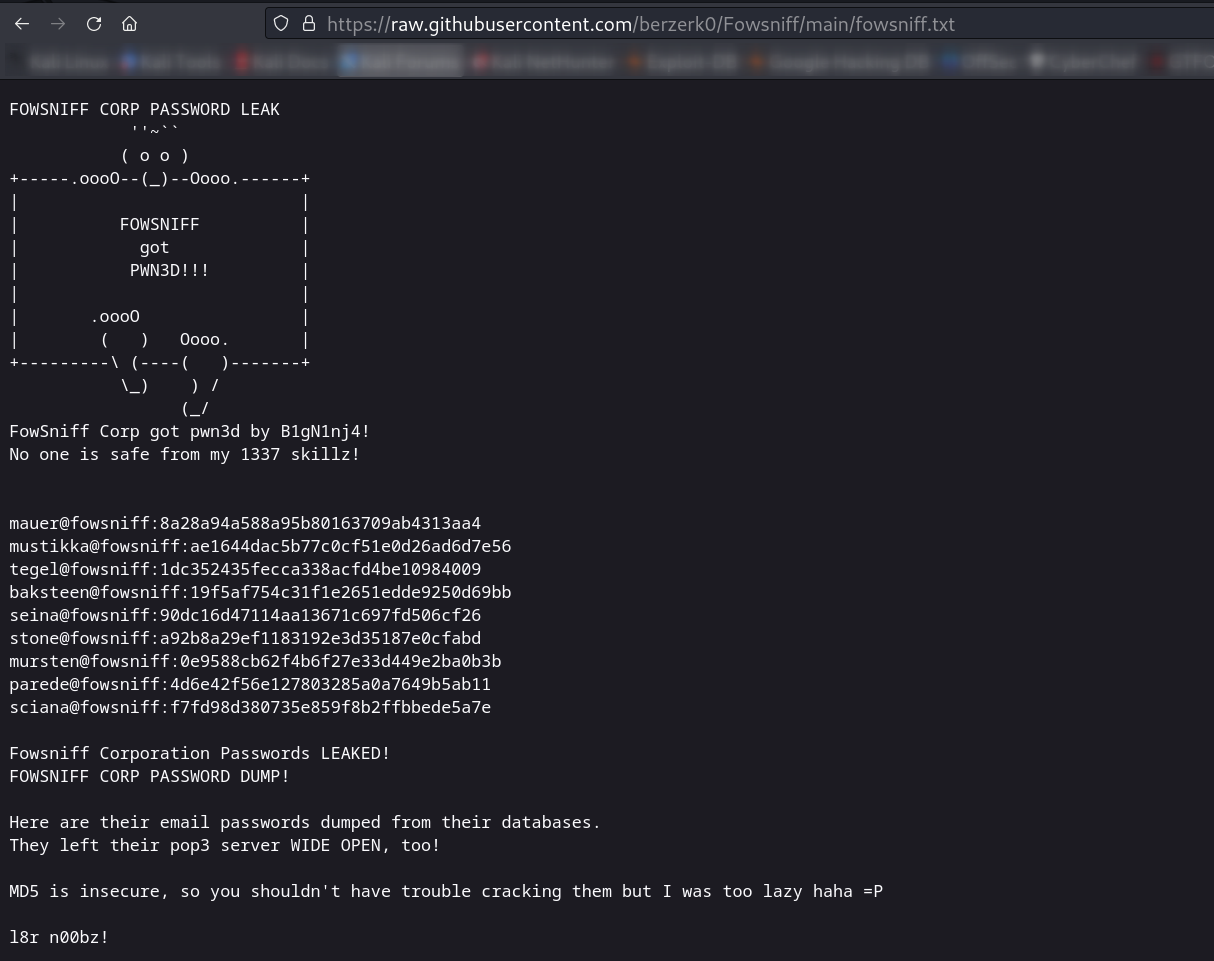 https://raw.githubusercontent.com/berzerk0/Fowsniff/main/fowsniff.txt
FOWSNIFF CORP PASSWORD LEAK
            ''~``
           ( o o )
+-----.oooO--(_)--Oooo.------+
|                            |
|          FOWSNIFF          |
|            got             |
|           PWN3D!!!         |
|                            |
|       .oooO                |
|        (   )   Oooo.       |
+---------\ (----(   )-------+
           \_)    ) /
                 (_/
FowSniff Corp got pwn3d by B1gN1nj4!
No one is safe from my 1337 skillz!
mauer@fowsniff:8a28a94a588a95b80163709ab4313aa4
mustikka@fowsniff:ae1644dac5b77c0cf51e0d26ad6d7e56
tegel@fowsniff:1dc352435fecca338acfd4be10984009
baksteen@fowsniff:19f5af754c31f1e2651edde9250d69bb
seina@fowsniff:90dc16d47114aa13671c697fd506cf26
stone@fowsniff:a92b8a29ef1183192e3d35187e0cfabd
mursten@fowsniff:0e9588cb62f4b6f27e33d449e2ba0b3b
parede@fowsniff:4d6e42f56e127803285a0a7649b5ab11
sciana@fowsniff:f7fd98d380735e859f8b2ffbbede5a7e
Fowsniff Corporation Passwords LEAKED!
FOWSNIFF CORP PASSWORD DUMP!
Here are their email passwords dumped from their databases.
They left their pop3 server WIDE OPEN, too!
MD5 is insecure, so you shouldn't have trouble cracking them but I was too lazy haha =P
l8r n00bz!